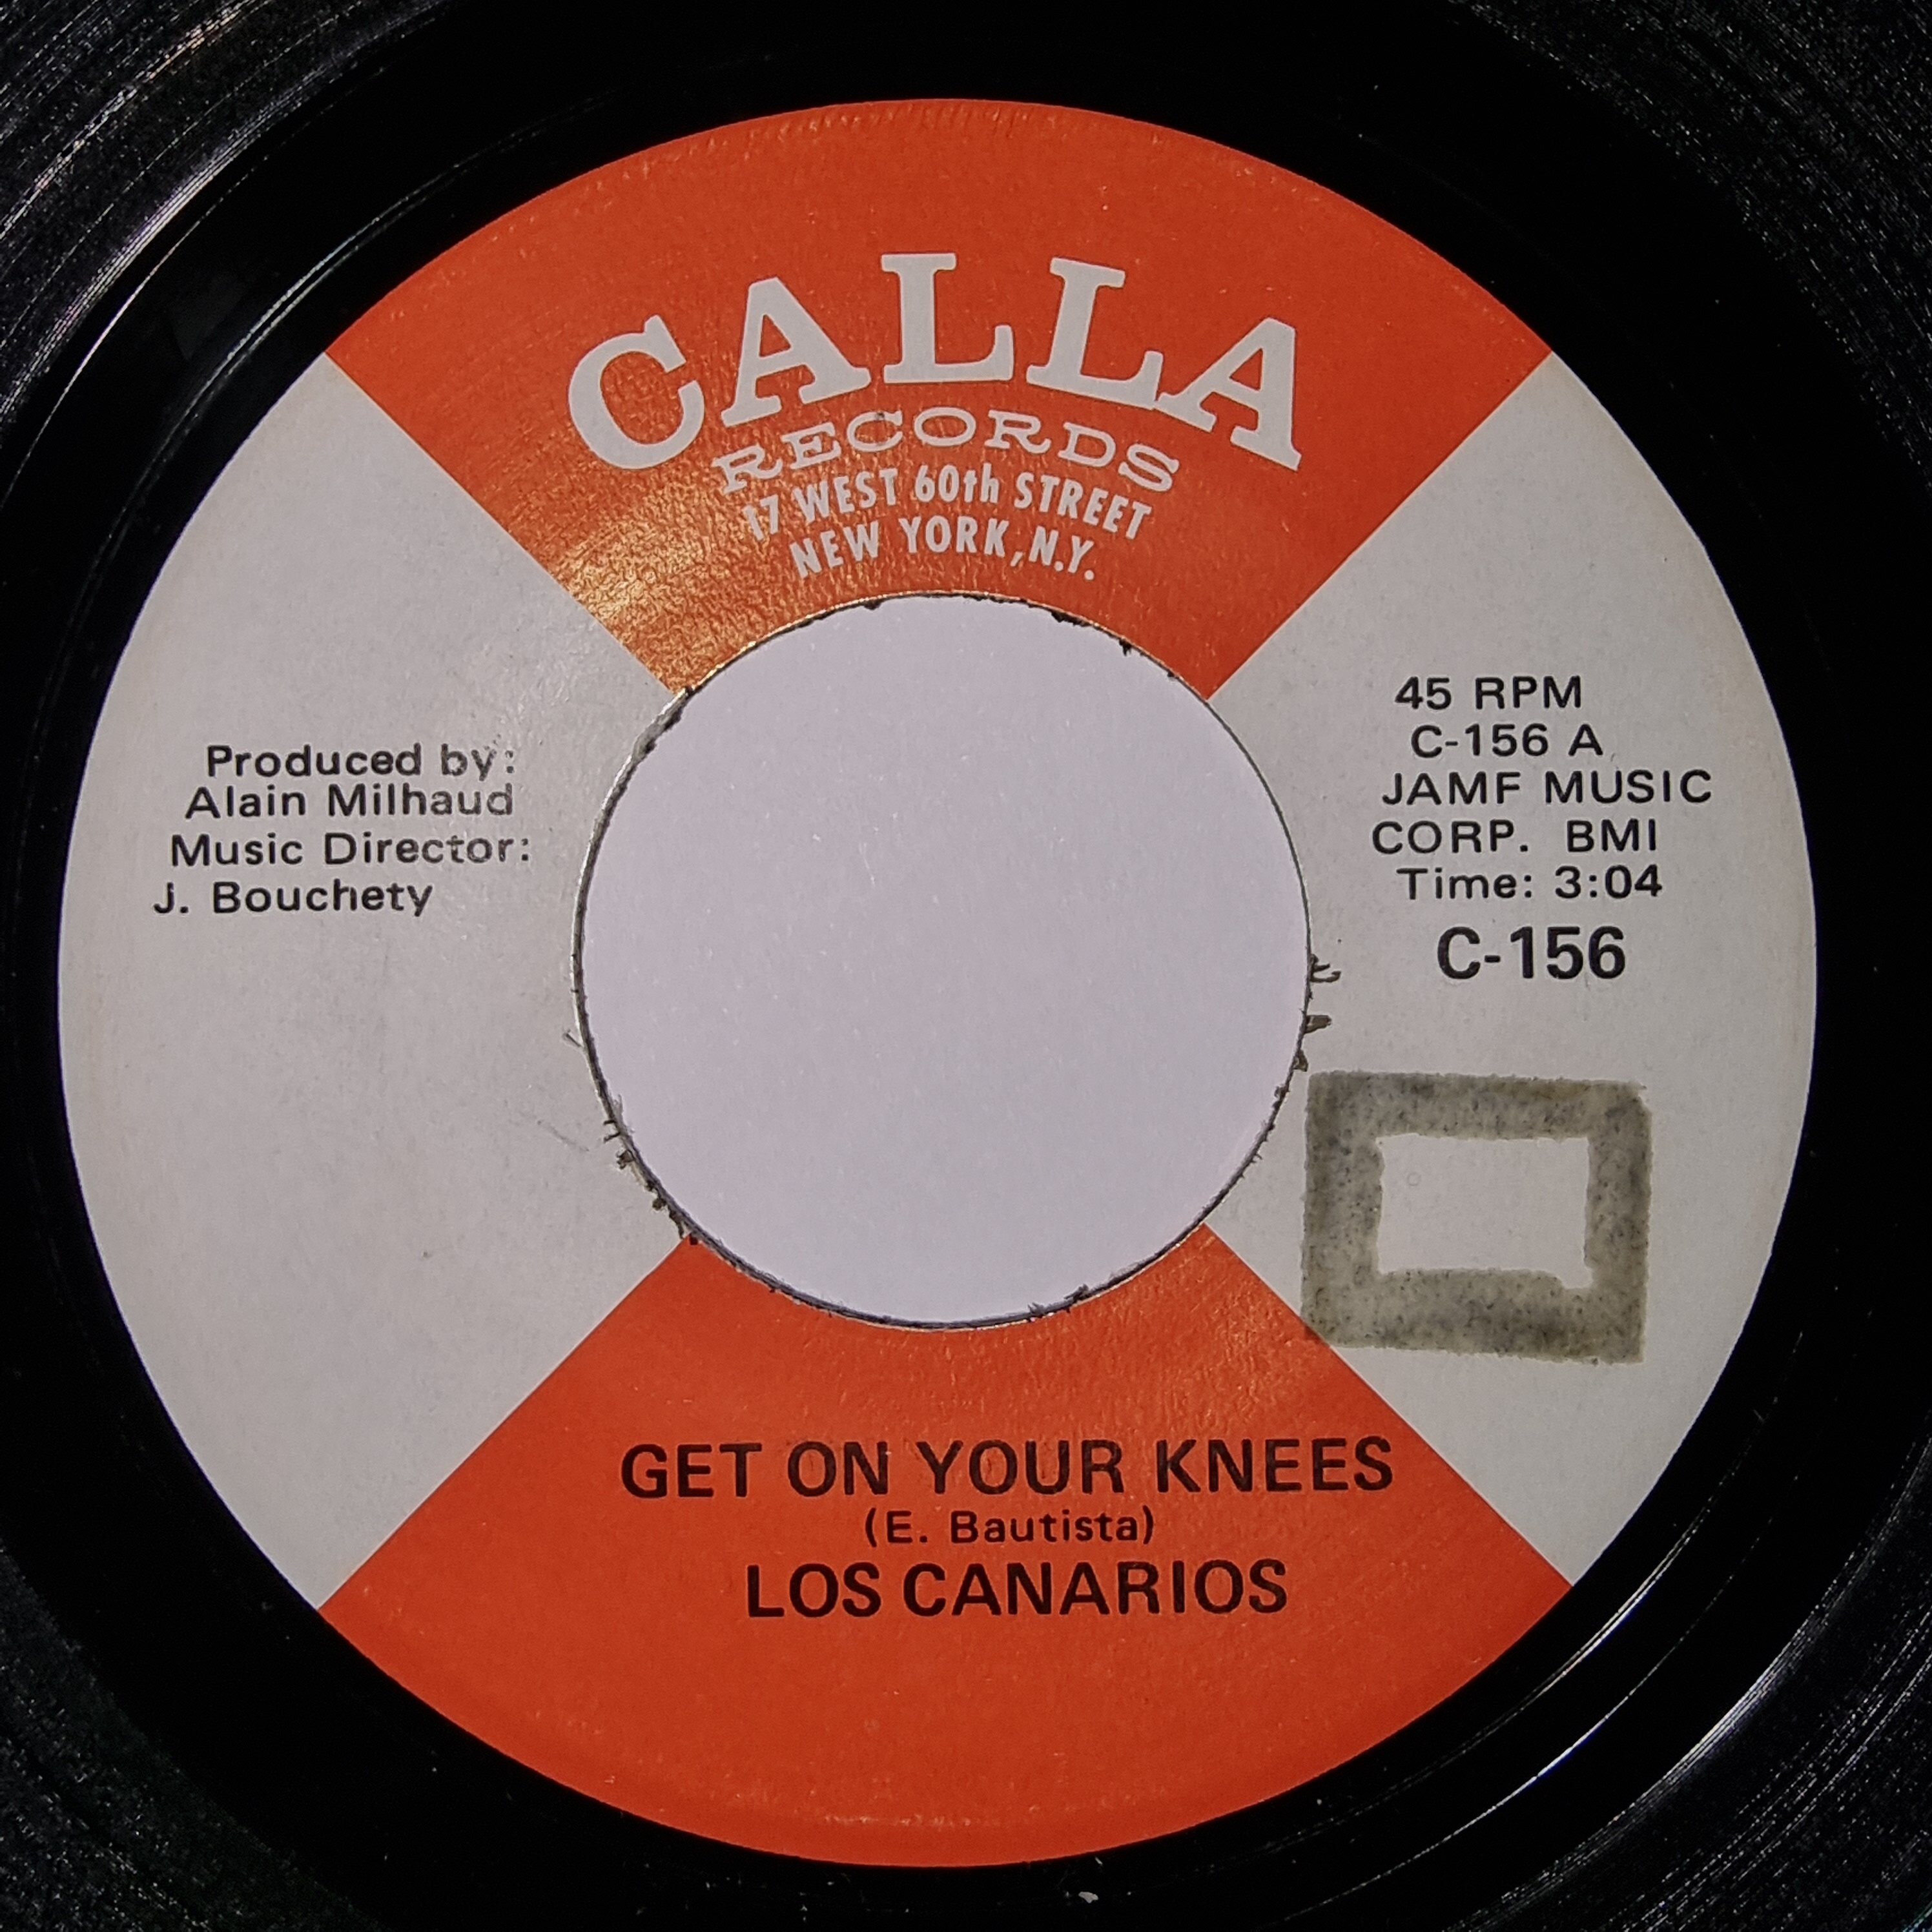 CALLA
RECORDS
17 WEST 60th STREET
NEW YORK, N.Y.
Produced by:
Alain Milhaud
Music Director:
J. Bouchety
45 RPM
C-156 A
JAMF MUSIC
CORP. BMI
Time: 3:04
C-156
GET ON YOUR KNEES
(E. Bautista)
LOS CANARIOS